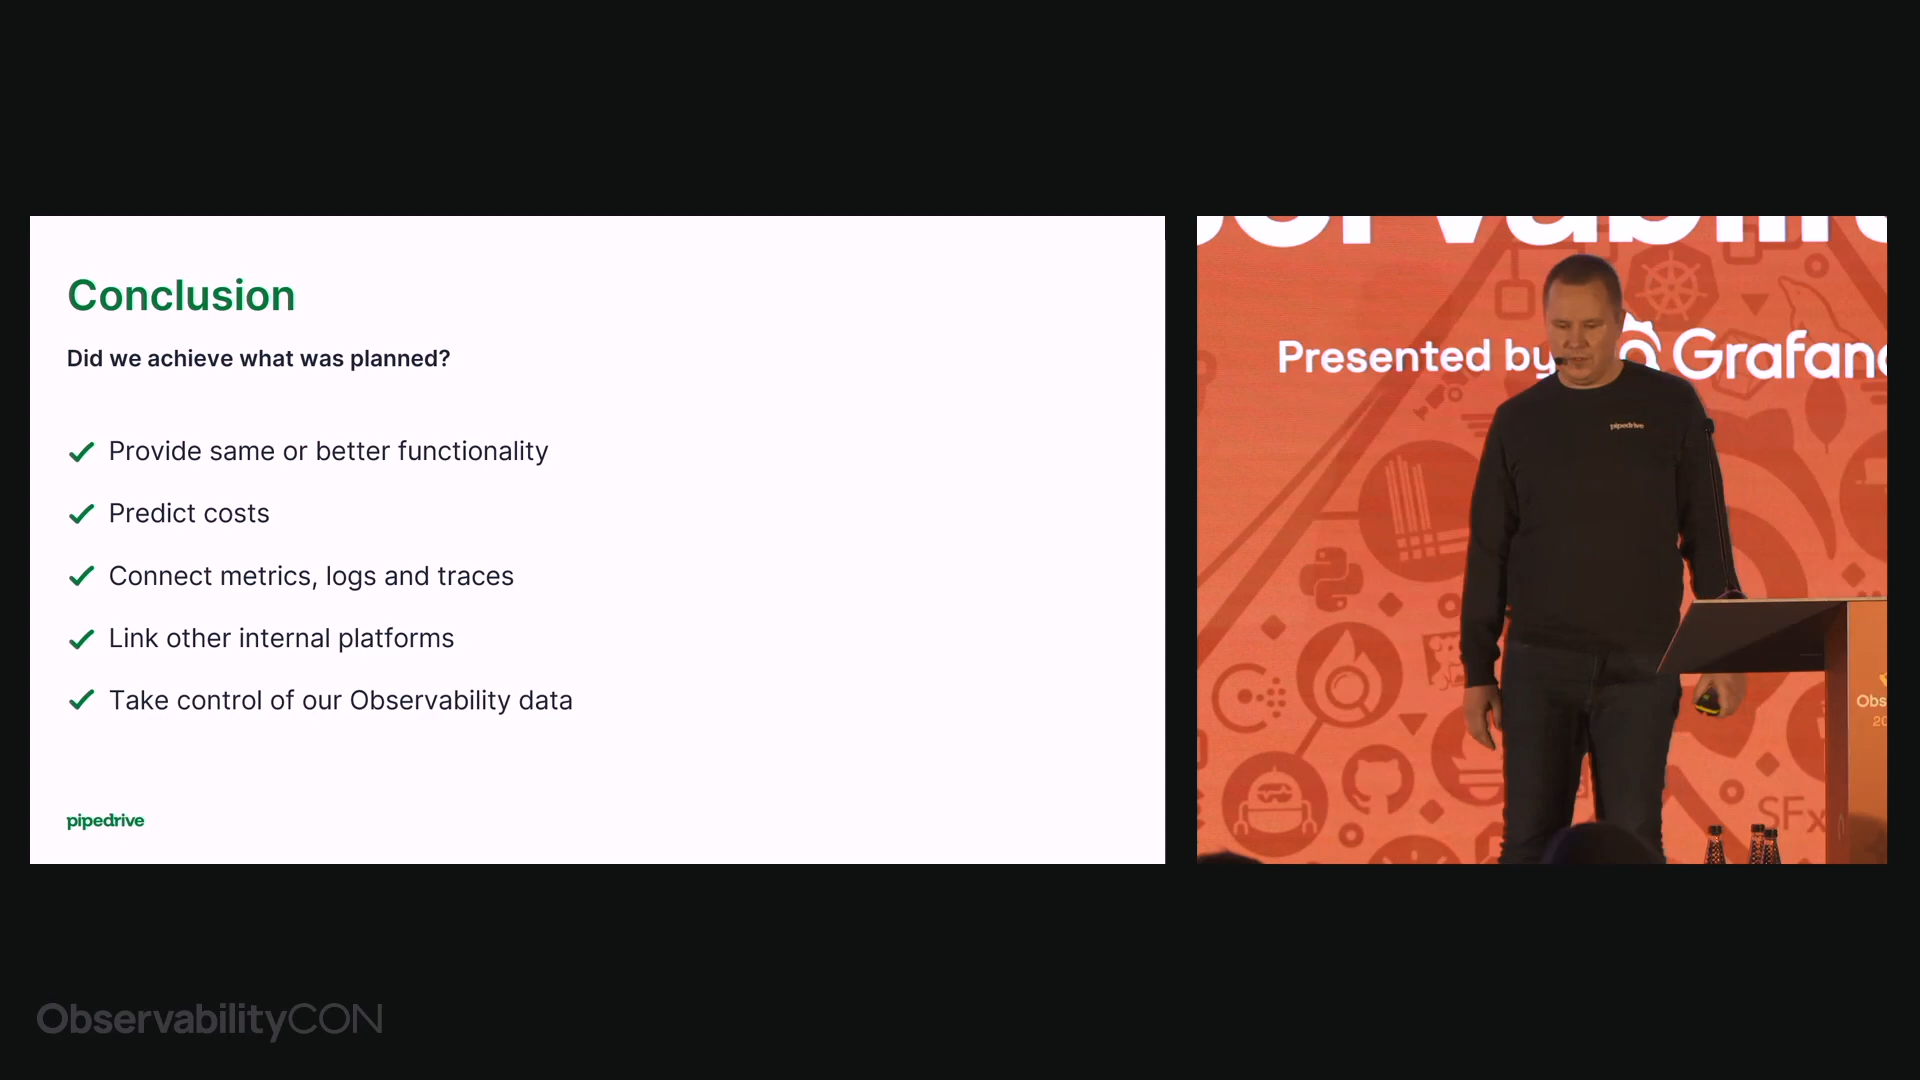 Conclusion
Did we achieve what was planned?
Provide same or better functionality
Predict costs
Connect metrics, logs and traces
Link other internal platforms
Take control of our Observability data
pipedrive
Presented by
pipedrive
SFx
ObservabilityCON